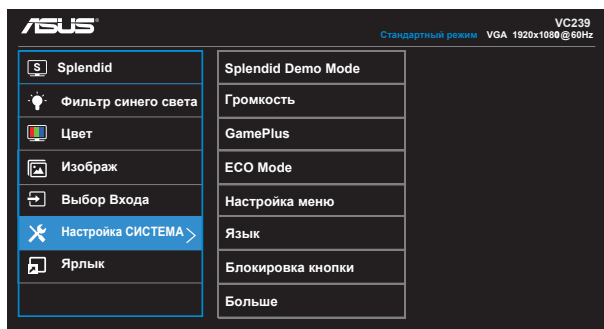 ASUS
VC239
Стандартный режим VGA 1920x1080@60Hz
S Splendid
Фильтр синего света
Цвет
Изображ
Выбор Входа
Настройка СИСТЕМА >
Ярлык
Splendid Demo Mode
Громкость
GamePlus
ECO Mode
Настройка меню
Язык
Блокировка кнопки
Больше